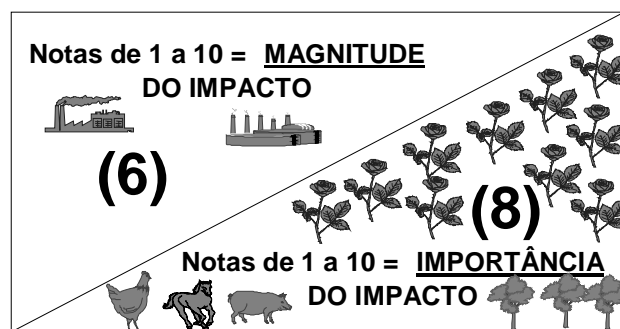 Notas de 1 a 10 = MAGNITUDE
DO IMPACTO
(6)
(8)
Notas de 1 a 10 = IMPORTÂNCIA
DO IMPACTO